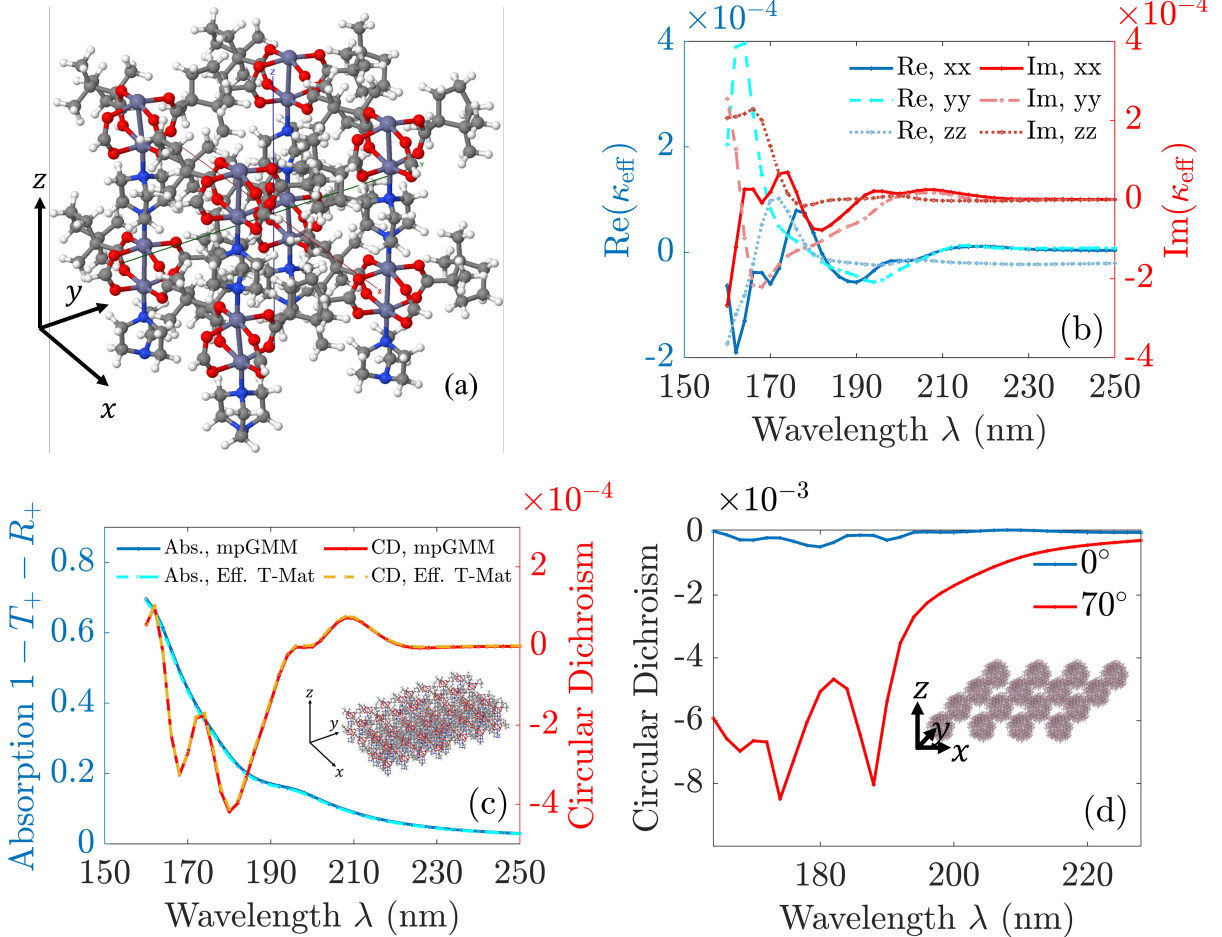 z
y
x
(a)
×10⁻⁴
×10⁻⁴
Re(κeff)
4
2
0
-2
Re, xx
Re, yy
Re, zz
Im, xx
Im, yy
Im, zz
4
2
0
-2
-4
Im(κeff)
(b)
150 170 190 210 230 250
Wavelength λ (nm)
×10⁻⁴
Absorption 1 − T₊ − R₊
0.8
0.6
0.4
0.2
0
Abs., mpGMM
Abs., Eff. T-Mat
CD, mpGMM
CD, Eff. T-Mat
2
0
-2
-4
Circular Dichroism
z
y
x
(c)
150 170 190 210 230 250
Wavelength λ (nm)
×10⁻³
Circular Dichroism
0
-2
-4
-6
-8
0°
70°
z
y
x
(d)
180 200 220
Wavelength λ (nm)